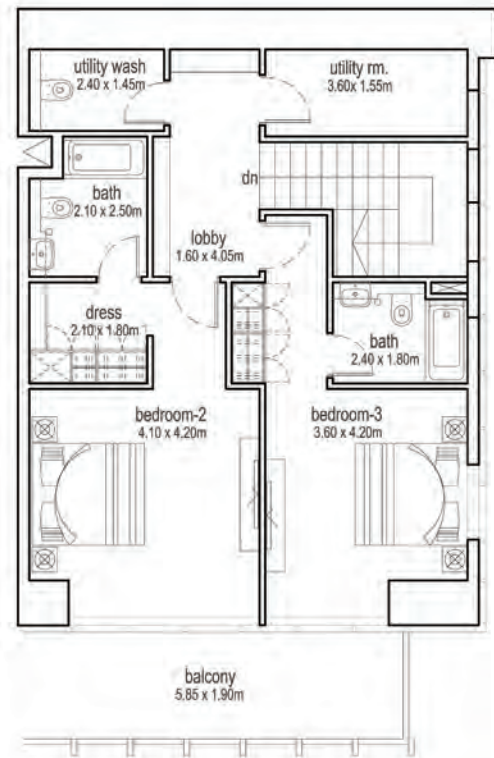 utility wash
2.40 x 1.45m
utility rm.
3.60x 1.55m
bath
2.10 x 2.50m
dn
lobby
1.60 x 4.05m
dress
2.10 x 1.80m
bath
2.40 x 1.80m
bedroom-2
4.10 x 4.20m
bedroom-3
3.60 x 4.20m
balcony
5.85 x 1.90m